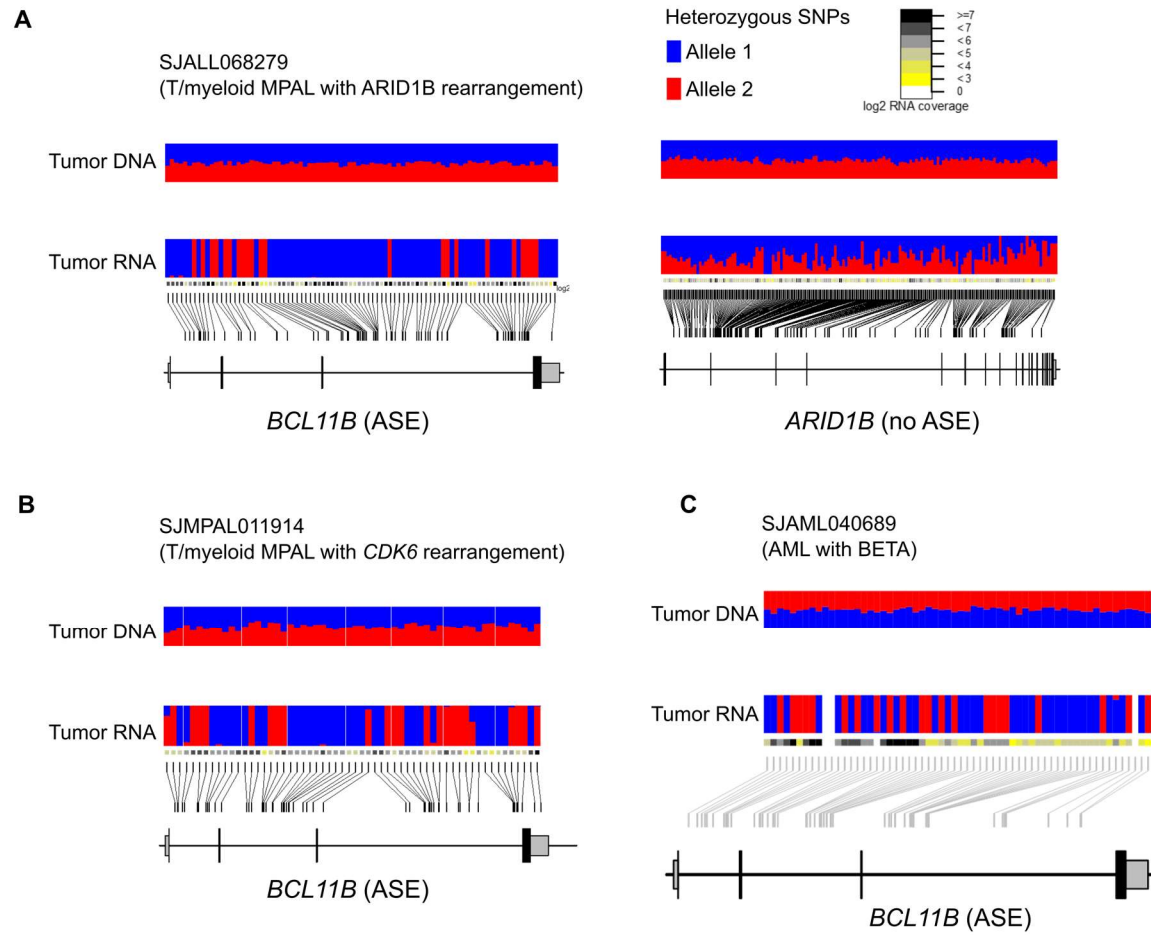 A
SJALL068279
(T/myeloid MPAL with ARID1B rearrangement)
Heterozygous SNPs
Allele 1
Allele 2
>=7
<7
<6
<5
<4
<3
0
log2 RNA coverage
Tumor DNA
Tumor RNA
log2
BCL11B (ASE)
ARID1B (no ASE)
B
SJMPAL011914
(T/myeloid MPAL with CDK6 rearrangement)
Tumor DNA
Tumor RNA
BCL11B (ASE)
C
SJAML040689
(AML with BETA)
Tumor DNA
Tumor RNA
BCL11B (ASE)